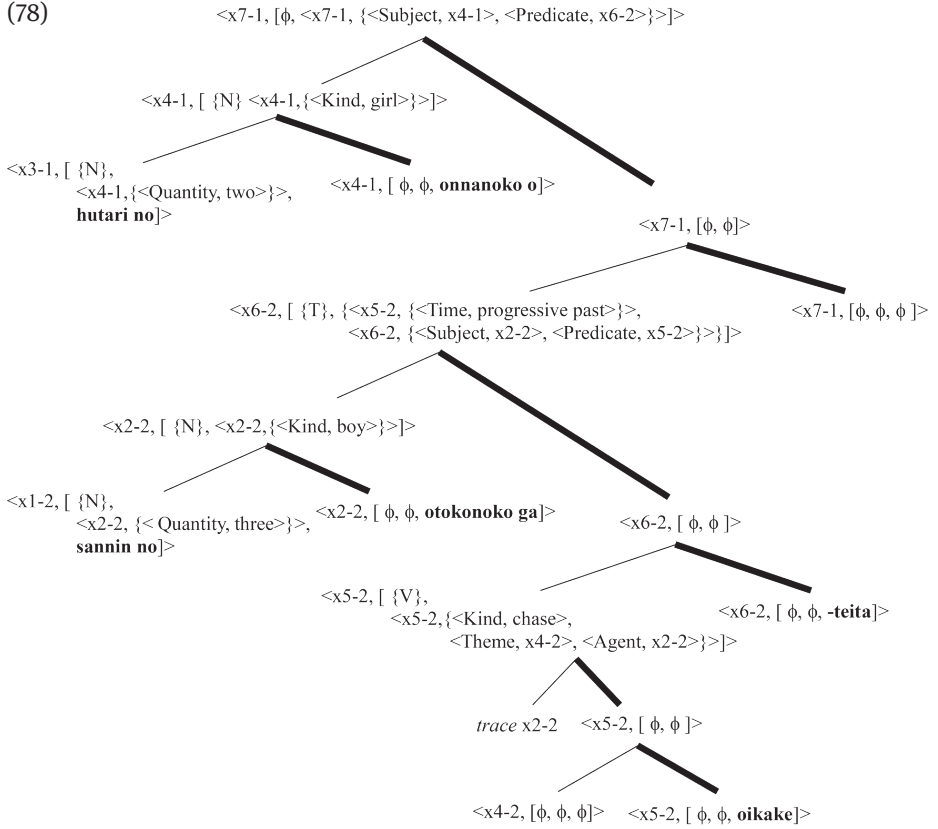 (78)
<x7-1, [ϕ, <x7-1, {<Subject, x4-1>, <Predicate, x6-2>}>]>
<x4-1, [ {N} <x4-1,{<Kind, girl>}>]>
<x3-1, [ {N},
<x4-1,{<Quantity, two>}>,
hutari no]>
<x4-1, [ ϕ, ϕ, onnanoko o]>
<x7-1, [ϕ, ϕ]>
<x6-2, [ {T}, {<x5-2, {<Time, progressive past>}>,
<x6-2, {<Subject, x2-2>, <Predicate, x5-2>}>}]>
<x7-1, [ϕ, ϕ, ϕ ]>
<x2-2, [ {N}, <x2-2,{<Kind, boy>}>]>
<x1-2, [ {N},
<x2-2, {< Quantity, three>}>,
sannin no]>
<x2-2, [ ϕ, ϕ, otokonoko ga]>
<x6-2, [ ϕ, ϕ ]>
<x5-2, [ {V},
<x5-2,{<Kind, chase>,
<Theme, x4-2>, <Agent, x2-2>}>]>
<x6-2, [ ϕ, ϕ, -teita]>
trace x2-2
<x5-2, [ ϕ, ϕ ]>
<x4-2, [ϕ, ϕ, ϕ]>
<x5-2, [ ϕ, ϕ, oikake]>